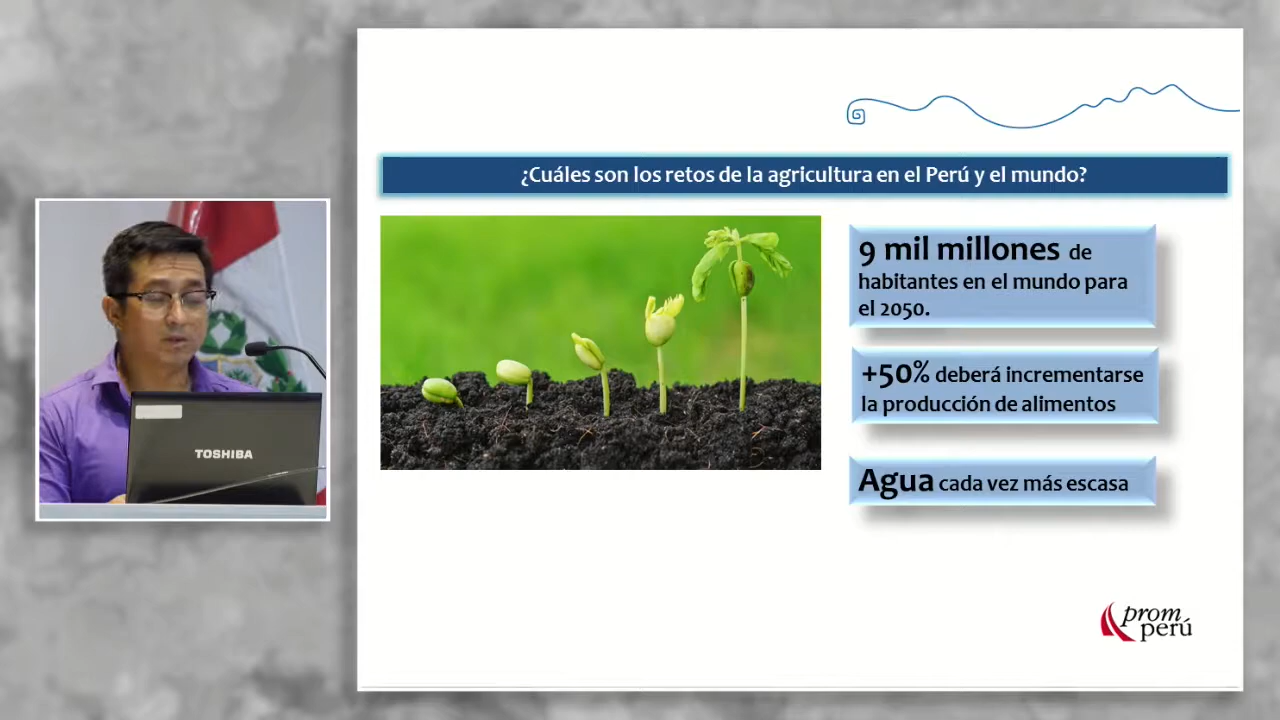 ¿Cuáles son los retos de la agricultura en el Perú y el mundo?
9 mil millones de
habitantes en el mundo para
el 2050.
+50% deberá incrementarse
la producción de alimentos
Agua cada vez más escasa
TOSHIBA
prom
perú